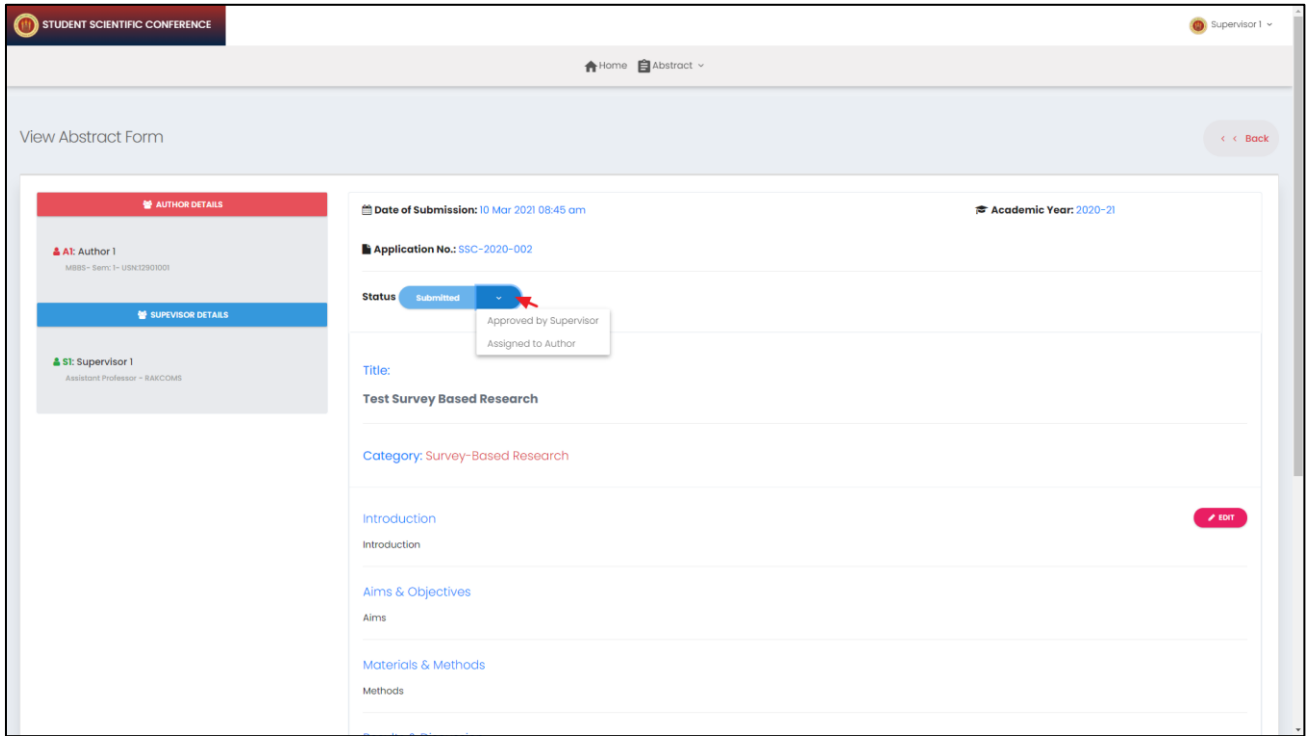 STUDENT SCIENTIFIC CONFERENCE
Supervisor 1
Home Abstract
View Abstract Form
< < Back
AUTHOR DETAILS
A1: Author 1
MBBS- Sem: 1- USN:12901001
SUPEVISOR DETAILS
S1: Supervisor 1
Assistant Professor - RAKCOMS
Date of Submission: 10 Mar 2021 08:45 am Academic Year: 2020-21
Application No.: SSC-2020-002
Status Submitted
Approved by Supervisor
Assigned to Author
Title:
Test Survey Based Research
Category: Survey-Based Research
Introduction EDIT
Introduction
Aims & Objectives
Aims
Materials & Methods
Methods